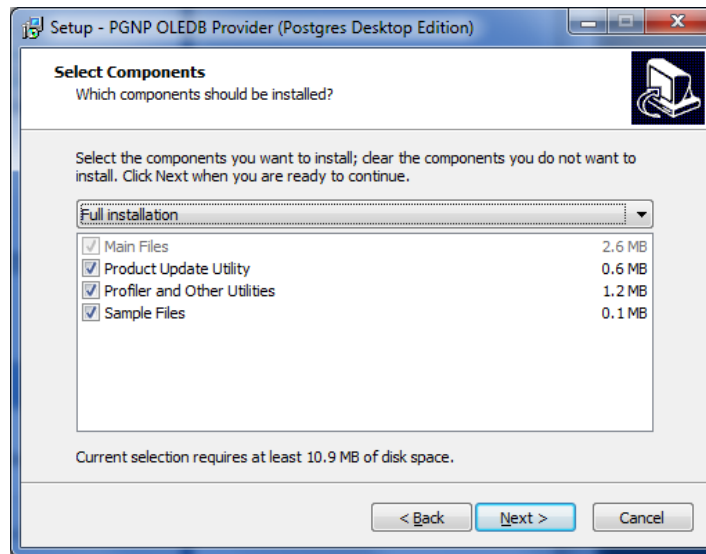 Setup - PGNP OLEDB Provider (Postgres Desktop Edition)
Select Components
Which components should be installed?
Select the components you want to install; clear the components you do not want to
install. Click Next when you are ready to continue.
Full installation
Main Files 2.6 MB
Product Update Utility 0.6 MB
Profiler and Other Utilities 1.2 MB
Sample Files 0.1 MB
Current selection requires at least 10.9 MB of disk space.
< Back Next > Cancel